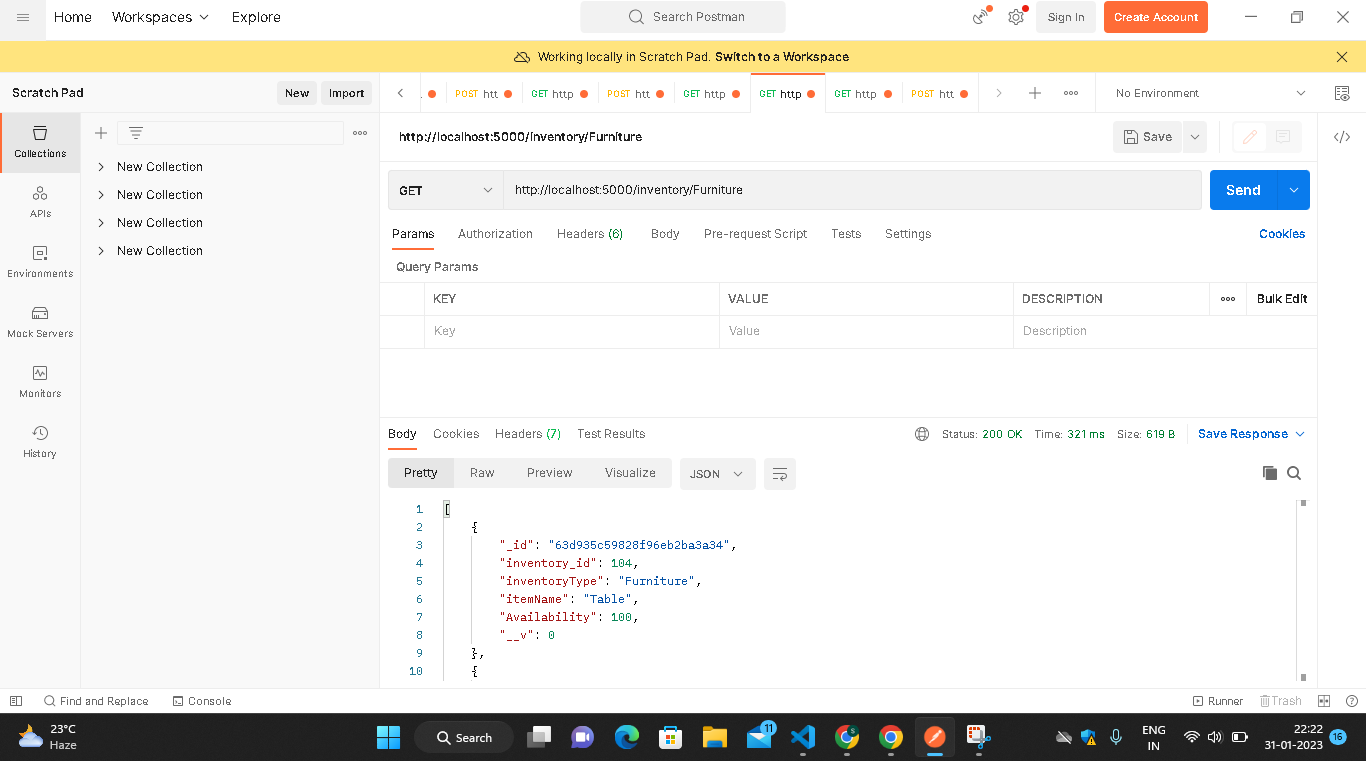 Home Workspaces Explore Search Postman Sign In Create Account
Working locally in Scratch Pad. Switch to a Workspace
Scratch Pad New Import
. POST htt GET http POST htt GET http GET http GET http POST htt No Environment
Collections
APIs
Environments
Mock Servers
Monitors
History
New Collection
New Collection
New Collection
New Collection
http://localhost:5000/inventory/Furniture Save
GET http://localhost:5000/inventory/Furniture Send
Params Authorization Headers (6) Body Pre-request Script Tests Settings Cookies
Query Params
KEY VALUE DESCRIPTION Bulk Edit
Key Value Description
Body Cookies Headers (7) Test Results Status: 200 OK Time: 321 ms Size: 619 B Save Response
Pretty Raw Preview Visualize JSON
1 [
2 {
3 "_id": "63d935c59828f96eb2ba3a34",
4 "inventory_id": 104,
5 "inventoryType": "Furniture",
6 "itemName": "Table",
7 "Availability": 100,
8 "__v": 0
9 },
10 {
Find and Replace Console Runner Trash
23°C
Haze
Search
11
S
ENG
IN
22:22
31-01-2023
16